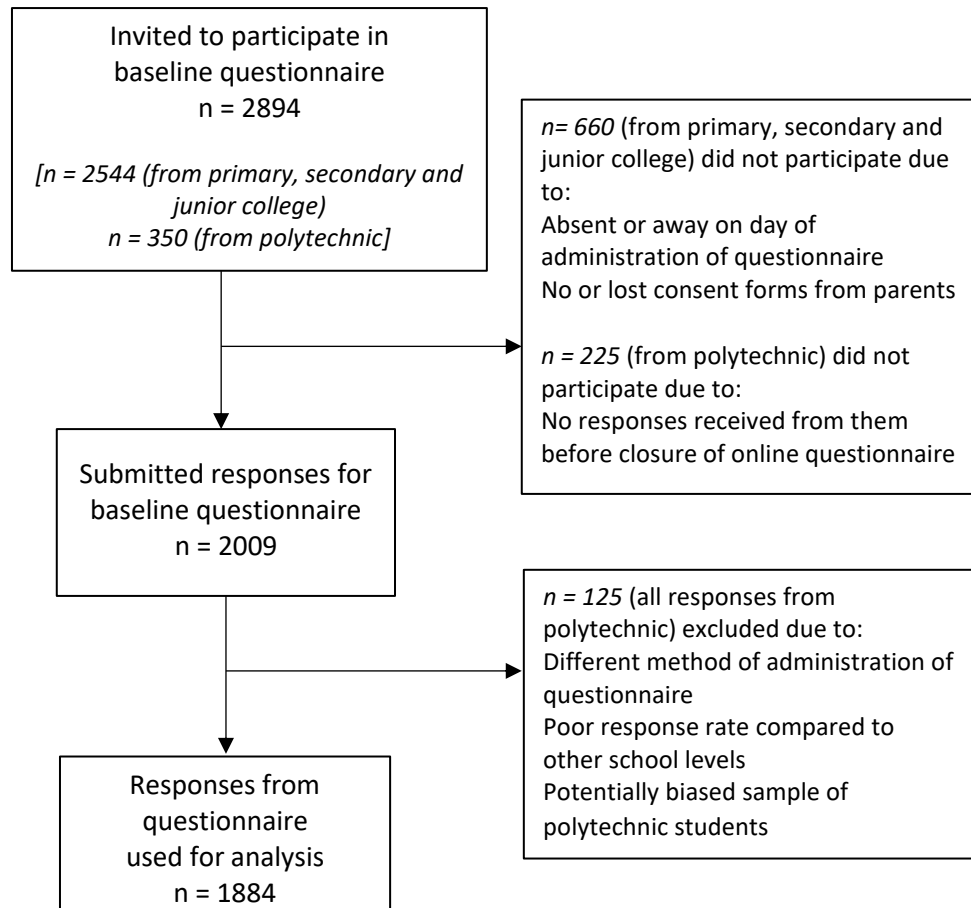 Invited to participate in
baseline questionnaire
n = 2894
[n = 2544 (from primary, secondary and
junior college)
n = 350 (from polytechnic]
n= 660 (from primary, secondary and
junior college) did not participate due
to:
Absent or away on day of
administration of questionnaire
No or lost consent forms from parents
n = 225 (from polytechnic) did not
participate due to:
No responses received from them
before closure of online questionnaire
Submitted responses for
baseline questionnaire
n = 2009
n = 125 (all responses from
polytechnic) excluded due to:
Different method of administration of
questionnaire
Poor response rate compared to
other school levels
Potentially biased sample of
polytechnic students
Responses from
questionnaire
used for analysis
n = 1884